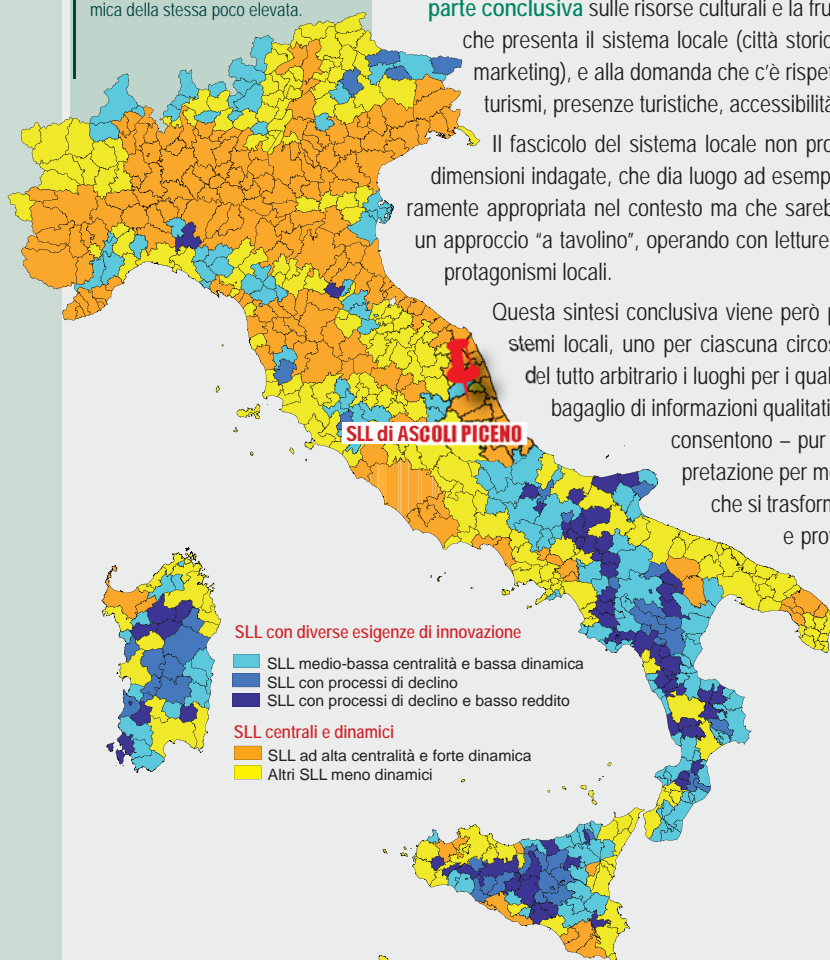 mica della stessa poco elevata.
parte conclusiva sulle risorse culturali e la fru
che presenta il sistema locale (città storic
marketing), e alla domanda che c'è rispet
turismi, presenze turistiche, accessibilità
Il fascicolo del sistema locale non pro
dimensioni indagate, che dia luogo ad esemp
ramente appropriata nel contesto ma che sareb
un approccio "a tavolino", operando con letture
protagonismi locali.
Questa sintesi conclusiva viene però p
stemi locali, uno per ciascuna circos
del tutto arbitrario i luoghi per i qual
bagaglio di informazioni qualitati
consentono – pur
pretazione per mo
che si trasforn
e prov
SLL di ASCOLI PICENO
SLL con diverse esigenze di innovazione
SLL medio-bassa centralità e bassa dinamica
SLL con processi di declino
SLL con processi di declino e basso reddito
SLL centrali e dinamici
SLL ad alta centralità e forte dinamica
Altri SLL meno dinamici